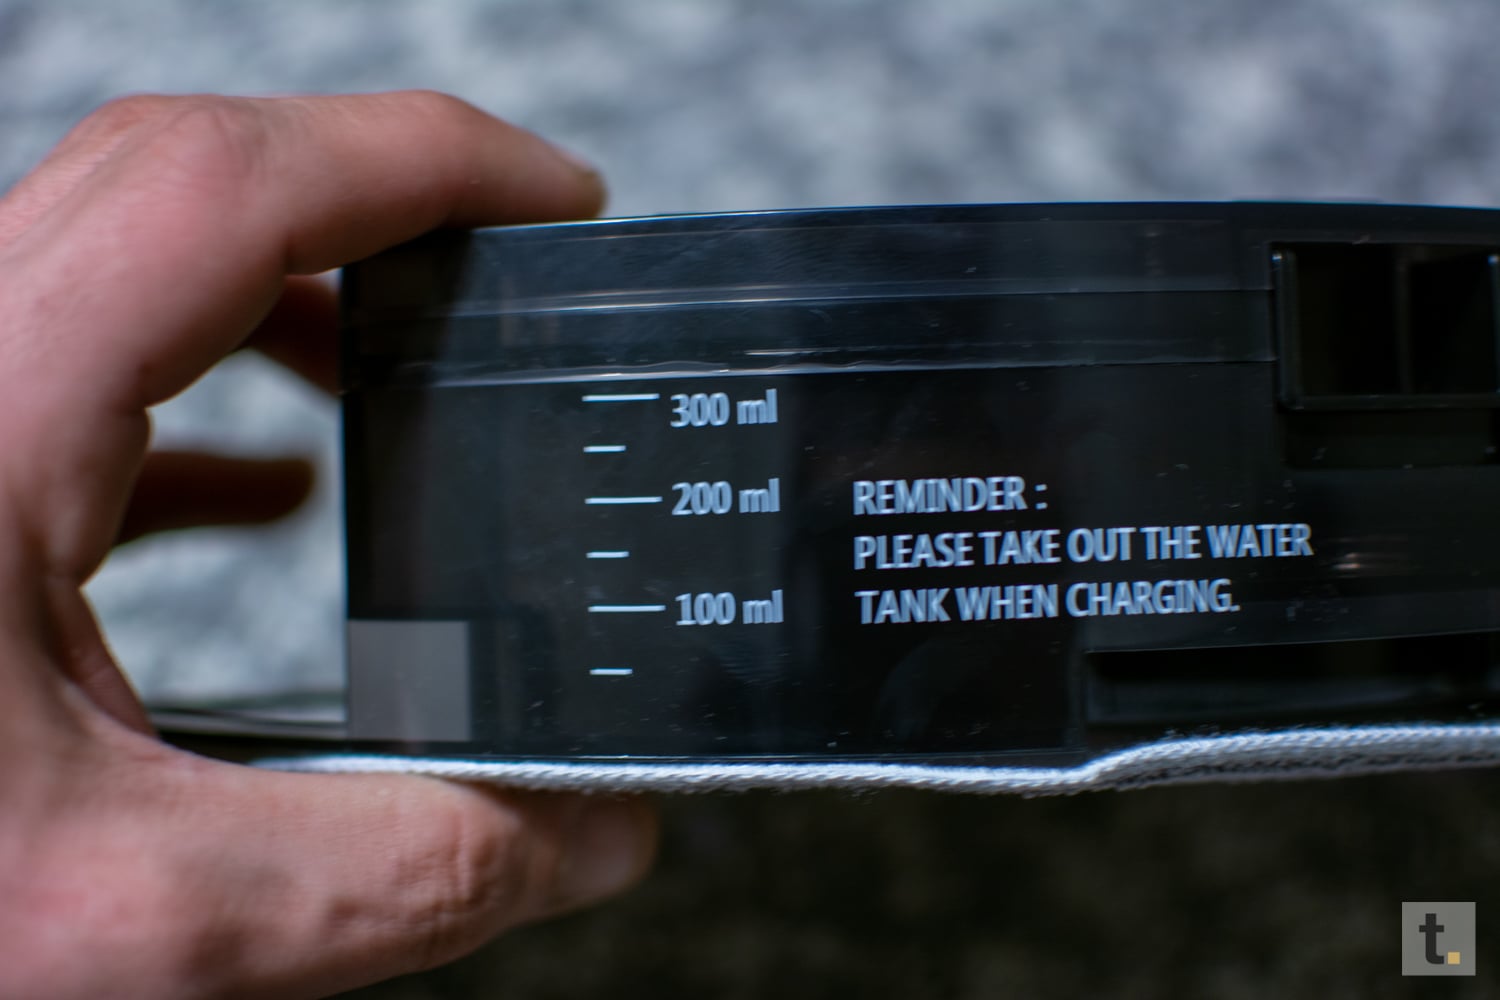 300 ml
200 ml
100 ml
REMINDER :
PLEASE TAKE OUT THE WATER
TANK WHEN CHARGING.
t.